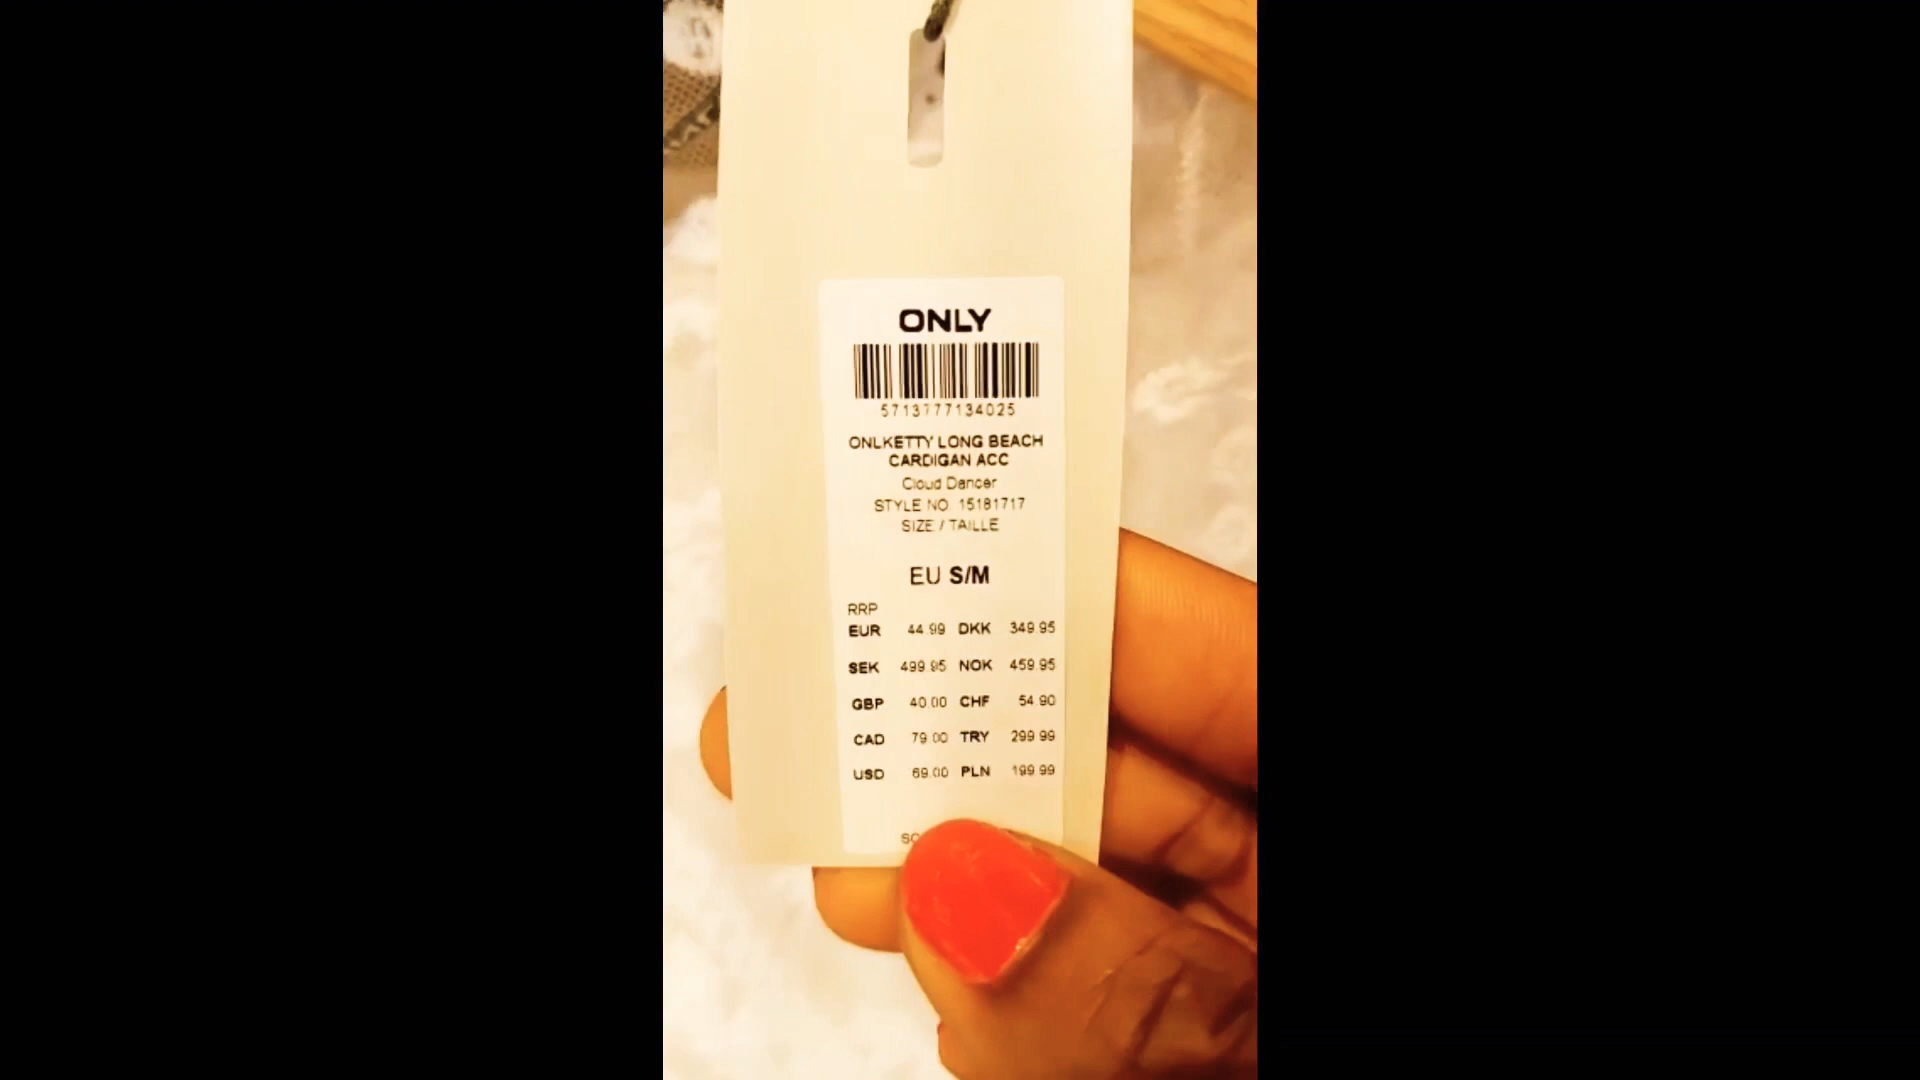 ONLY
5713777134025
ONLKETTY LONG BEACH
CARDIGAN ACC
Cloud Dancer
STYLE NO. 15181717
SIZE / TAILLE
EU S/M
RRP
EUR 44.99 DKK 349.95
SEK 499.95 NOK 459.95
GBP 40.00 CHF 54.90
CAD 79.00 TRY 299.99
USD 69.00 PLN 199.99